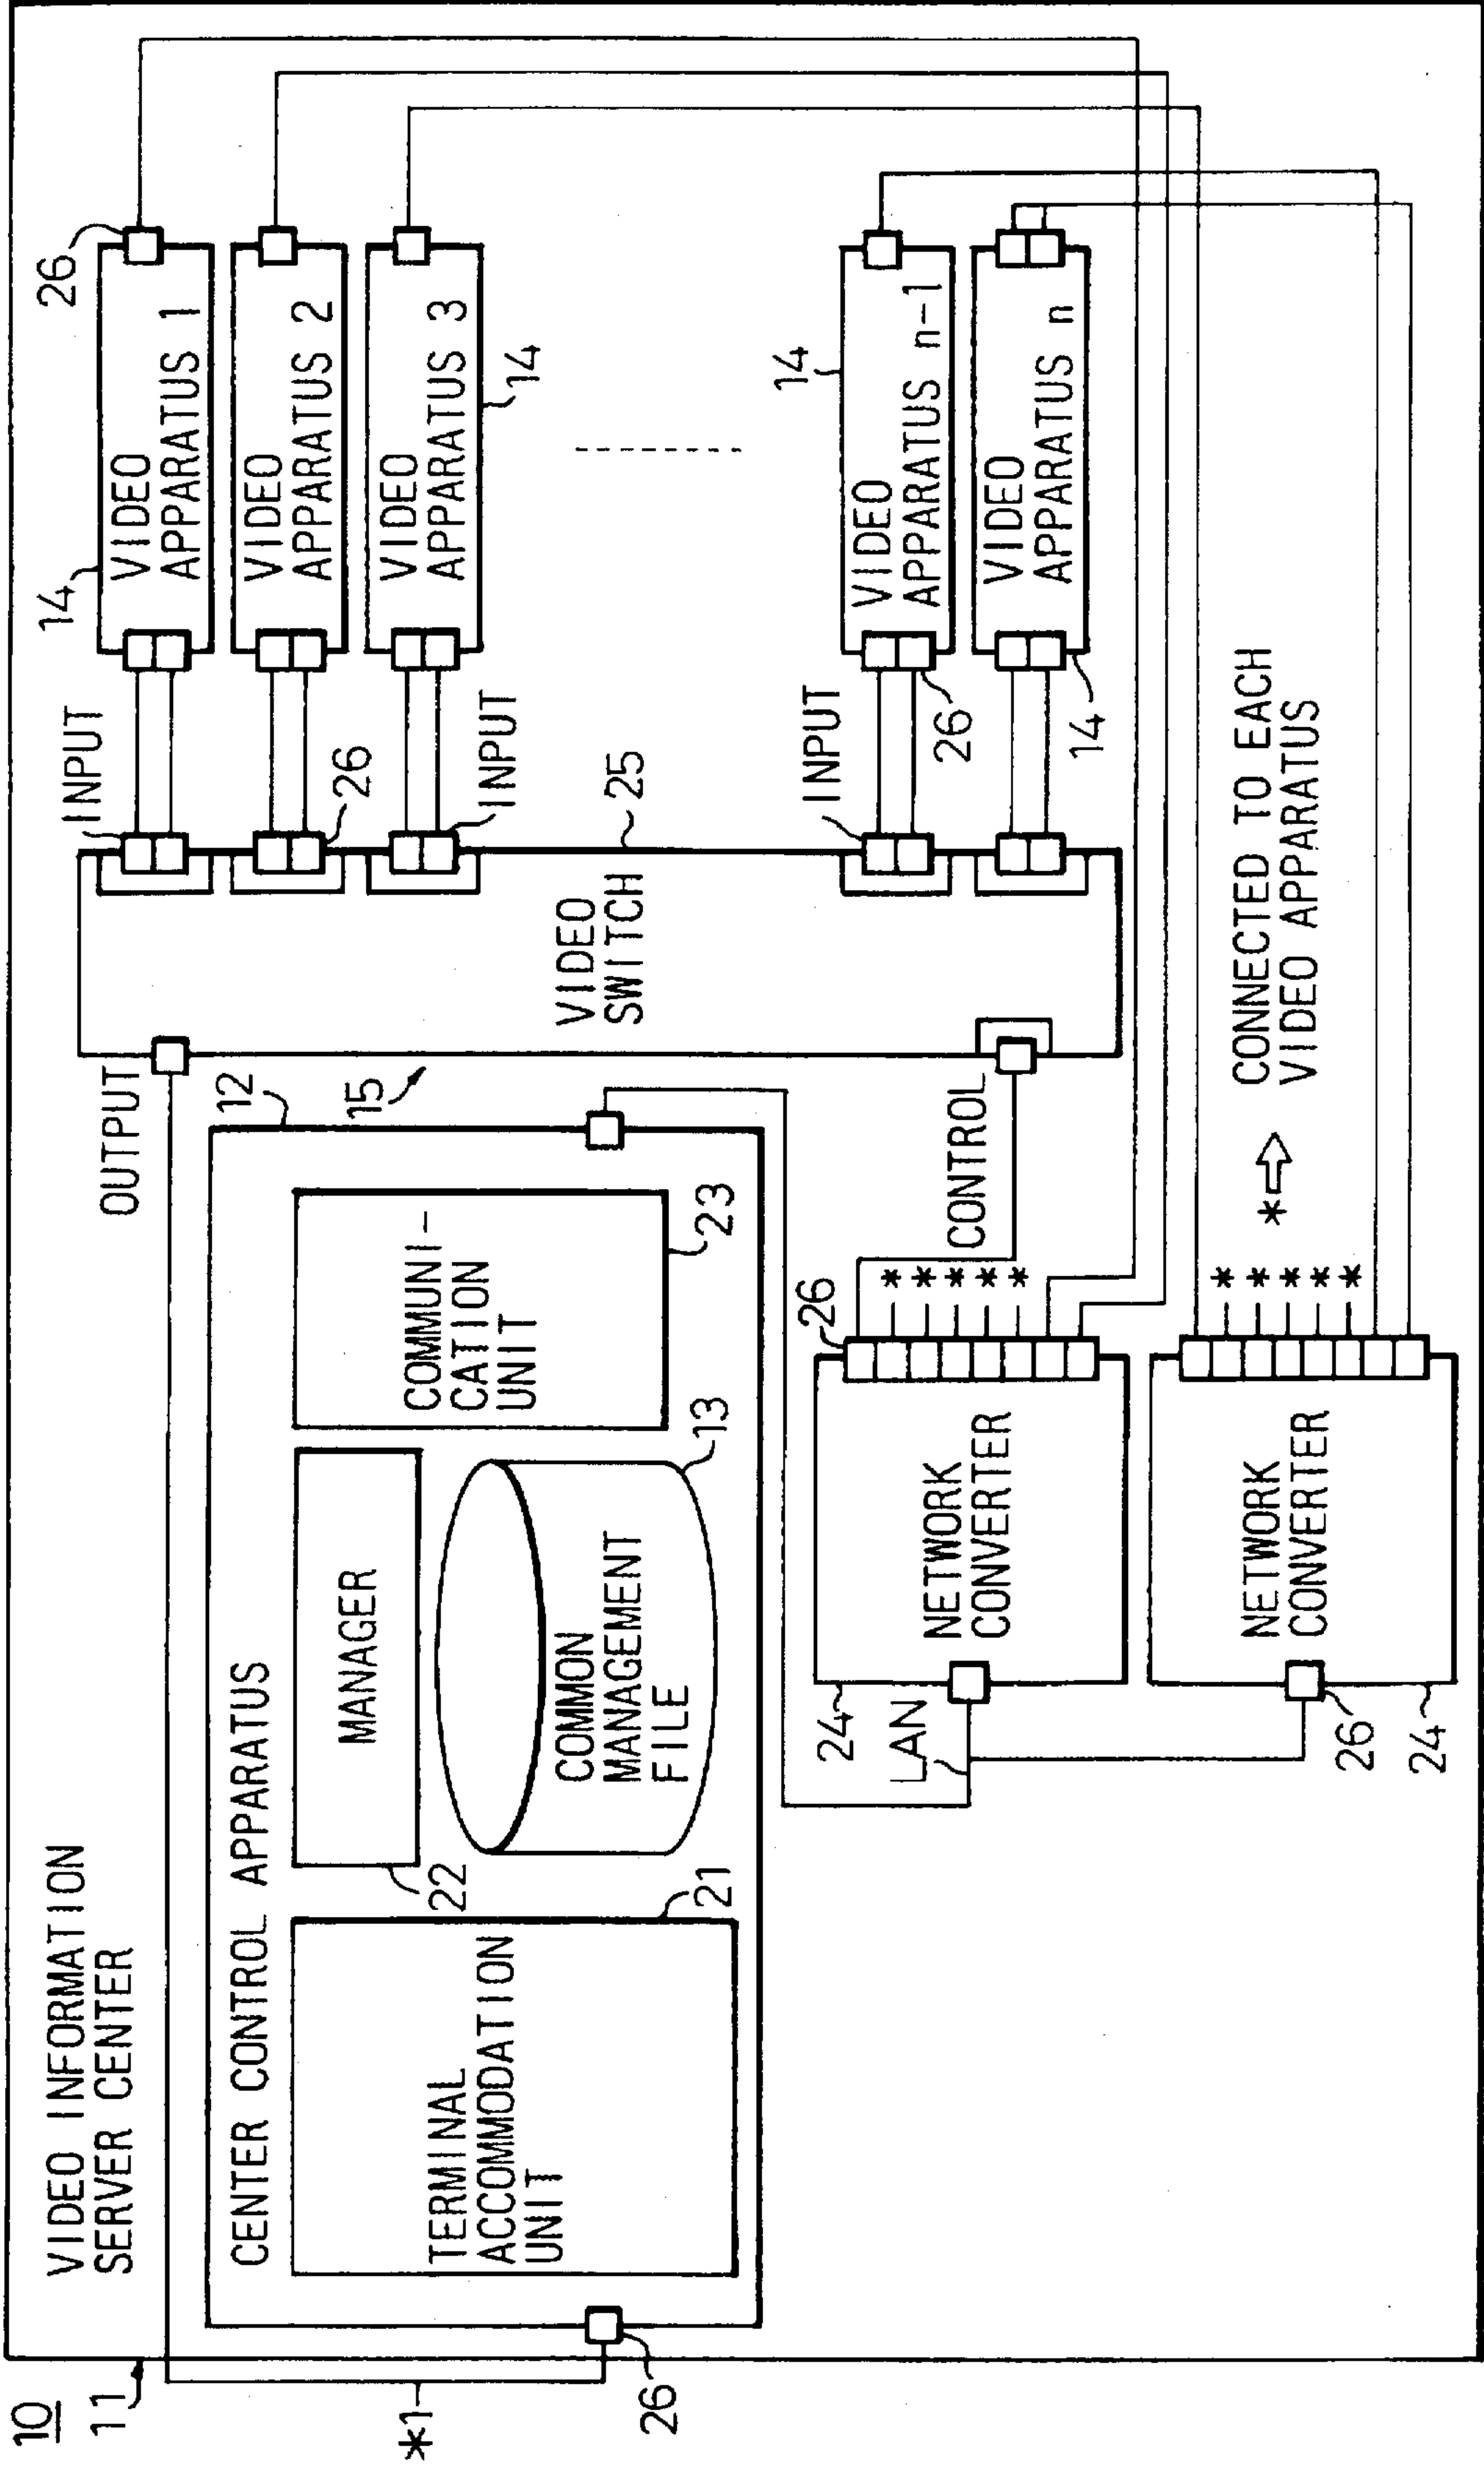 10
11
VIDEO INFORMATION
SERVER CENTER
*1
26
CENTER CONTROL APPARATUS
12
TERMINAL
ACCOMMODATION
UNIT
21
MANAGER
22
COMMON
MANAGEMENT
FILE
13
COMMUNI-
CATION
UNIT
23
OUTPUT
15
VIDEO
SWITCH
25
CONTROL
INPUT
26
INPUT
INPUT
26
14
26
VIDEO
APPARATUS 1
VIDEO
APPARATUS 2
VIDEO
APPARATUS 3
14
14
VIDEO
APPARATUS n-1
VIDEO
APPARATUS n
14
LAN
24
NETWORK
CONVERTER
26
* * * * *
NETWORK
CONVERTER
26
24
* * * * *
* ⇨ CONNECTED TO EACH
VIDEO APPARATUS